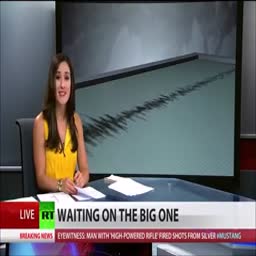 LIVE RT WAITING ON THE BIG ONE
BREAKING NEWS EYEWITNESS: MAN WITH 'HIGH-POWERED RIFLE' FIRED SHOTS FROM SILVER #MUSTANG